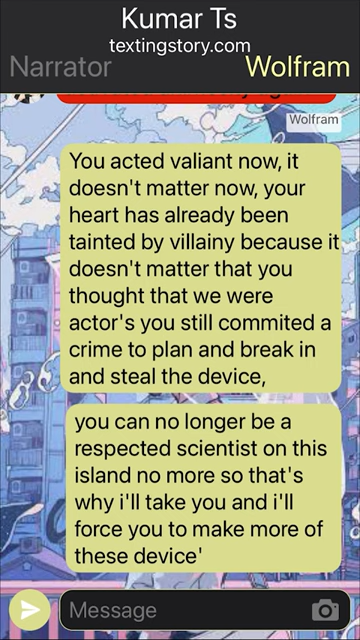 Kumar Ts
textingstory.com
Narrator
Wolfram
Wolfram
You acted valiant now, it
doesn't matter now, your
heart has already been
tainted by villainy because it
doesn't matter that you
thought that we were
actor's you still commited a
crime to plan and break in
and steal the device,
you can no longer be a
respected scientist on this
island no more so that's
why i'll take you and i'll
force you to make more of
these device'
Message